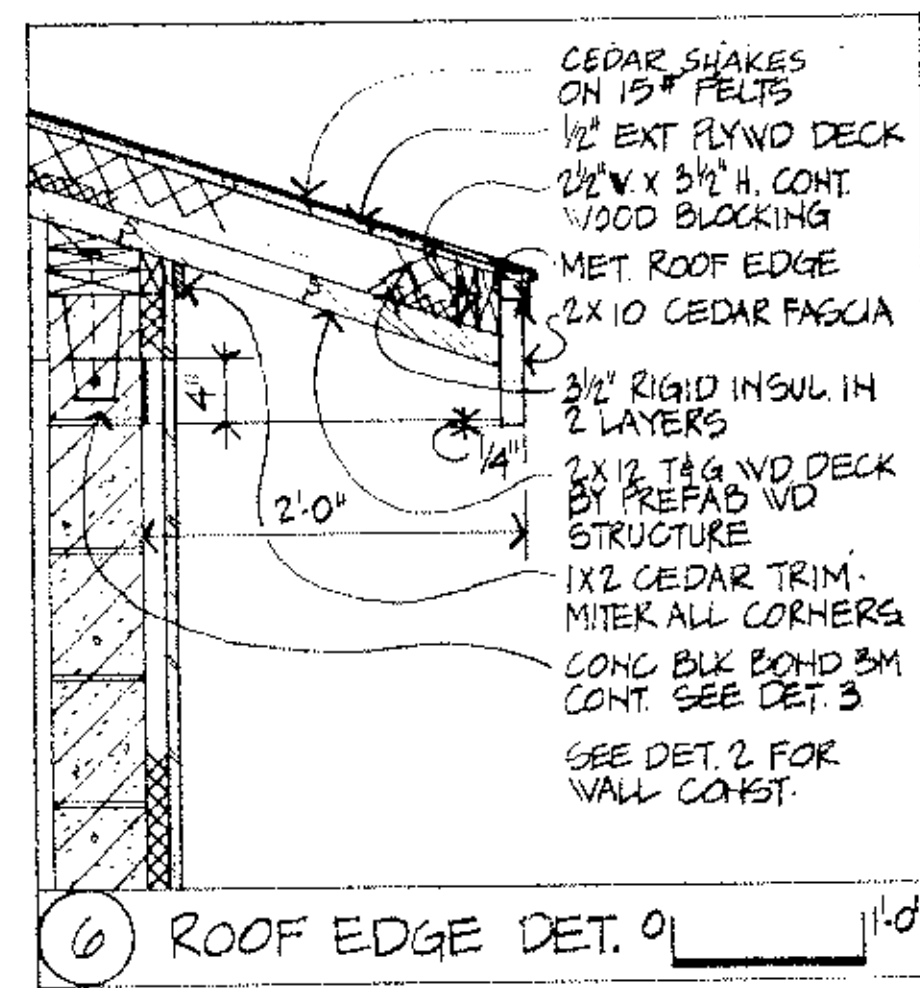 CEDAR SHAKES
ON 15# FELTS
1/2" EXT PLYWD DECK
2 1/2" V. X 3 1/2" H. CONT.
WOOD BLOCKING
MET. ROOF EDGE
2X10 CEDAR FASCIA
3 1/2" RIGID INSUL. IN
2 LAYERS
4"
1/4"
2X12 T&G WD DECK
BY PREFAB WD
STRUCTURE
2'-0"
1X2 CEDAR TRIM.
MITER ALL CORNERS
CONC BLK BOND BM
CONT. SEE DET. 3
SEE DET. 2 FOR
WALL CONST.
6 ROOF EDGE DET. 0 1'-0"